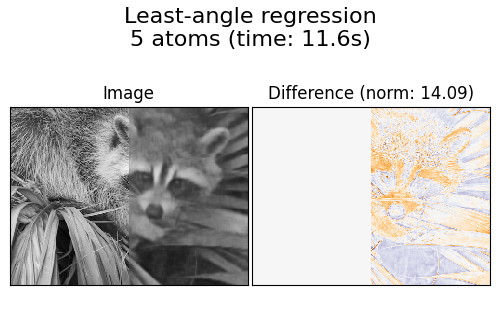 Least-angle regression
5 atoms (time: 11.6s)
Image
Difference (norm: 14.09)